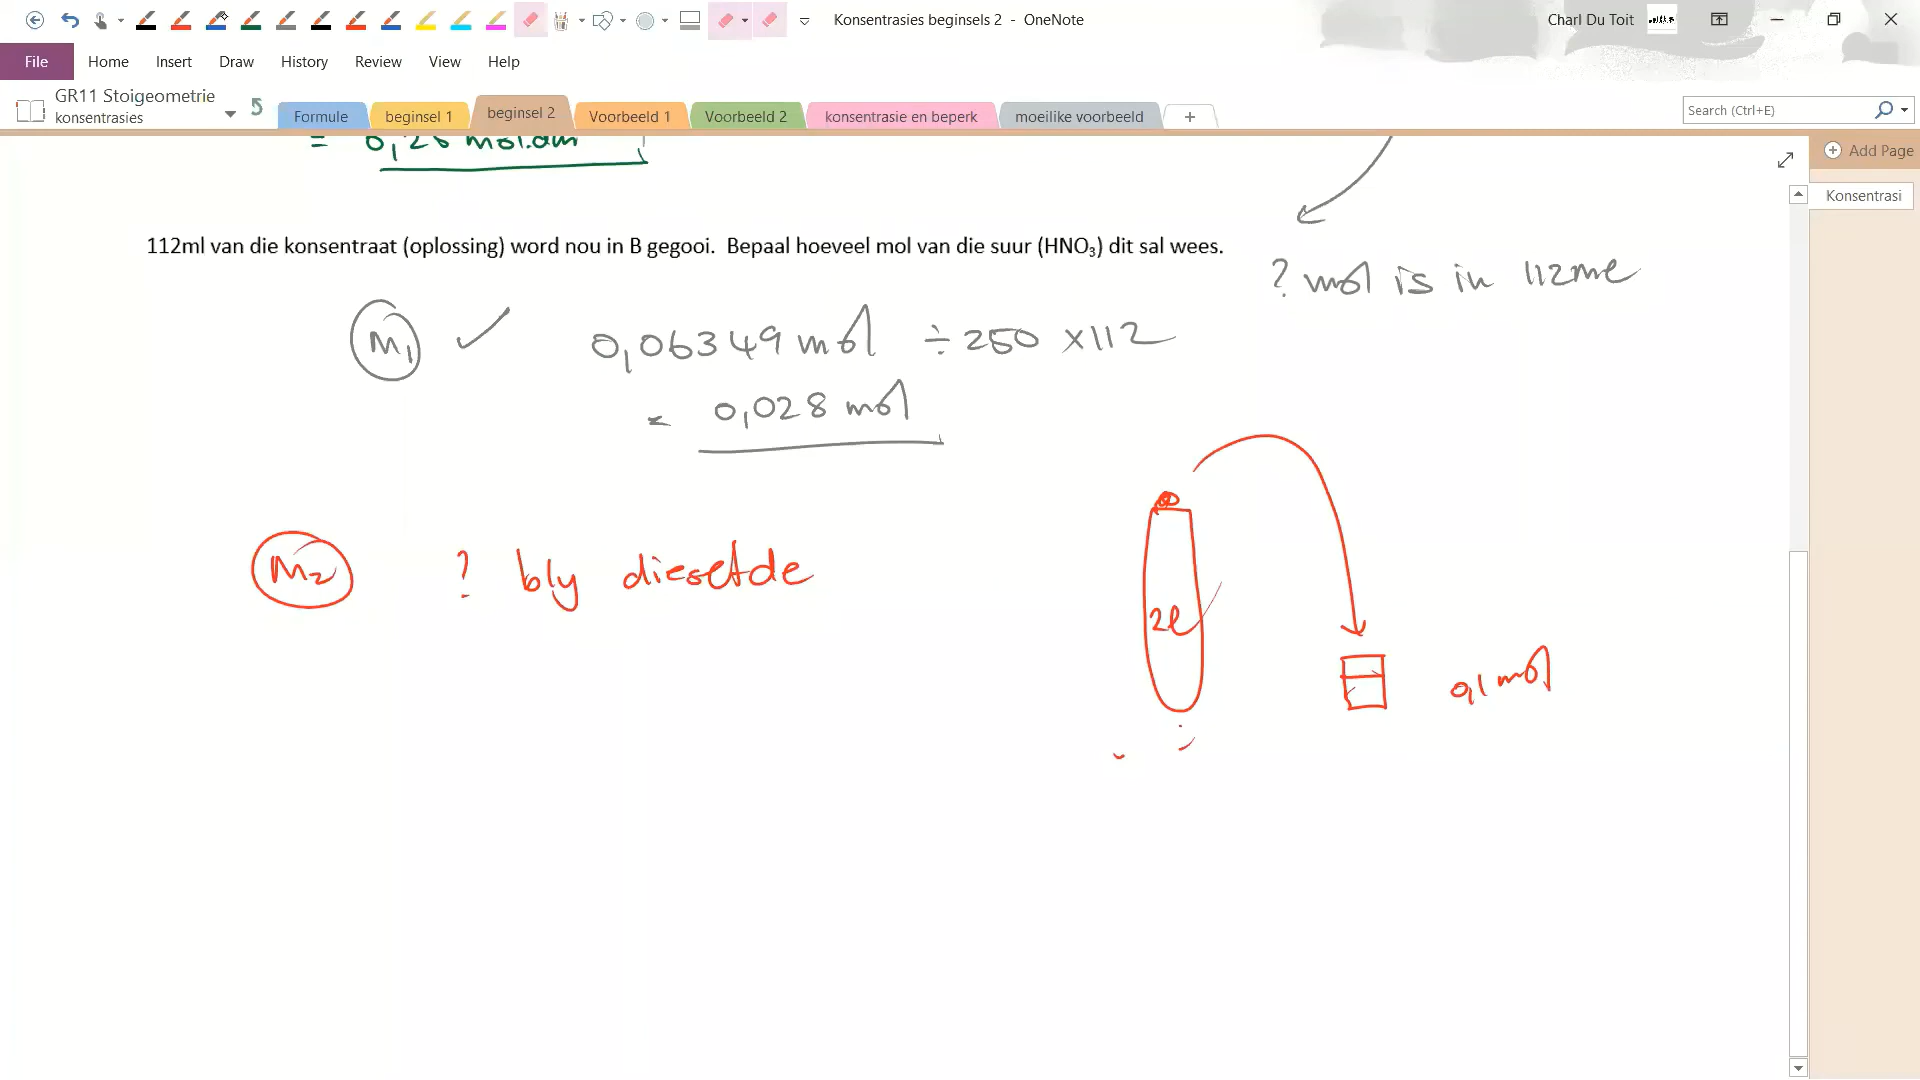 Konsentrasies beginsels 2 - OneNote
Charl Du Toit
File Home Insert Draw History Review View Help
GR11 Stoigeometrie
konsentrasies
Formule beginsel 1 beginsel 2 Voorbeeld 1 Voorbeeld 2 konsentrasie en beperk moeilike voorbeeld +
Search (Ctrl+E)
Add Page
Konsentrasi
112ml van die konsentraat (oplossing) word nou in B gegooi. Bepaal hoeveel mol van die suur (HNO₃) dit sal wees.
? mol is in 112ml
M₁ ✓ 0,06349 mol ÷ 250 × 112
= 0,028 mol
M₂ ? bly dieselfde
2l
0,1 mol